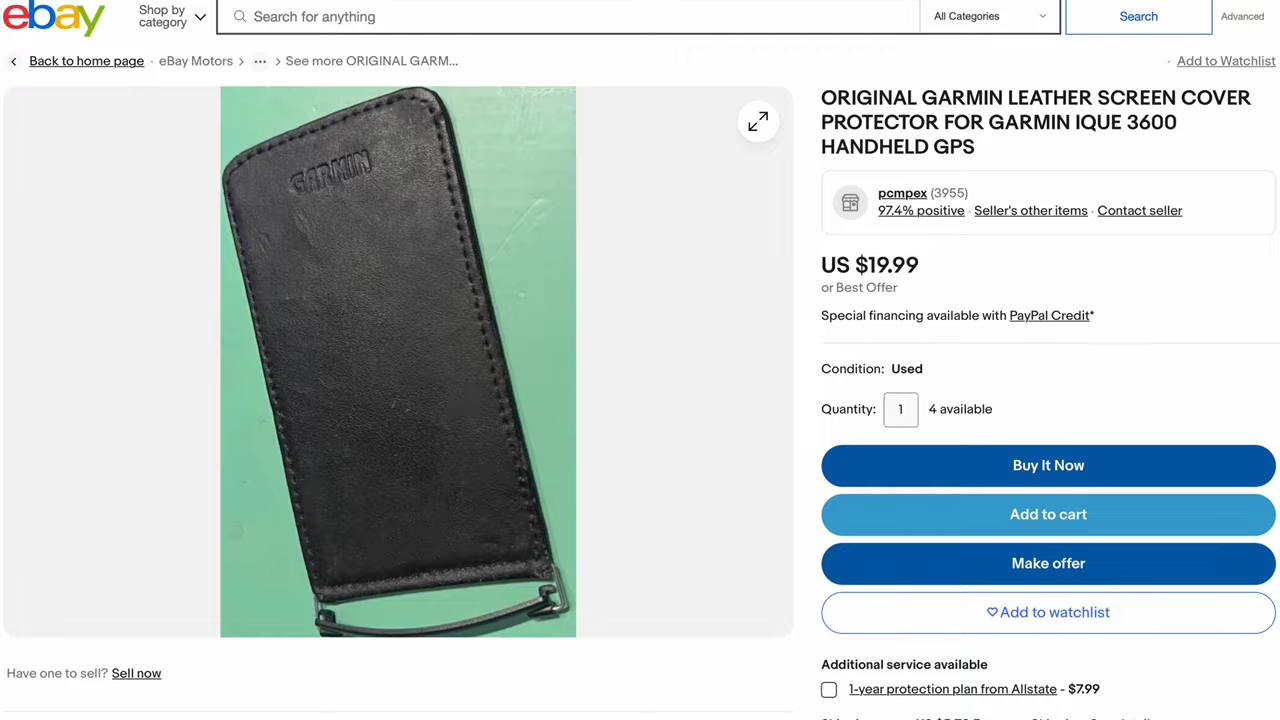 ebay
Shop by
category
Search for anything
All Categories
Search
Advanced
Back to home page
eBay Motors
...
See more ORIGINAL GARM...
Add to Watchlist
GARMIN
ORIGINAL GARMIN LEATHER SCREEN COVER
PROTECTOR FOR GARMIN IQUE 3600
HANDHELD GPS
pcmpex (3955)
97.4% positive · Seller's other items · Contact seller
US $19.99
or Best Offer
Special financing available with PayPal Credit*
Condition: Used
Quantity: 1 4 available
Buy It Now
Add to cart
Make offer
Add to watchlist
Have one to sell? Sell now
Additional service available
1-year protection plan from Allstate - $7.99